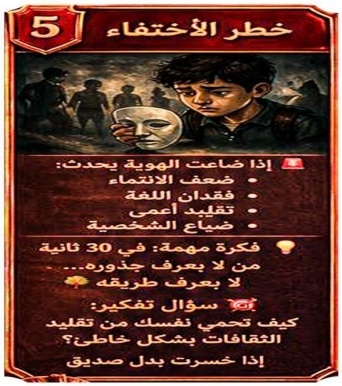 5
خطر الأختفاء
إذا ضاعت الهوية يحدث:
• ضعف الانتماء
• فقدان اللغة
• تقليد أعمى
• ضياع الشخصية
فكرة مهمة: في 30 ثانية
من لا يعرف جذوره...
لا يعرف طريقه
سؤال تفكير:
كيف تحمي نفسك من تقليد
الثقافات بشكل خاطئ؟
إذا خسرت بدل صديق